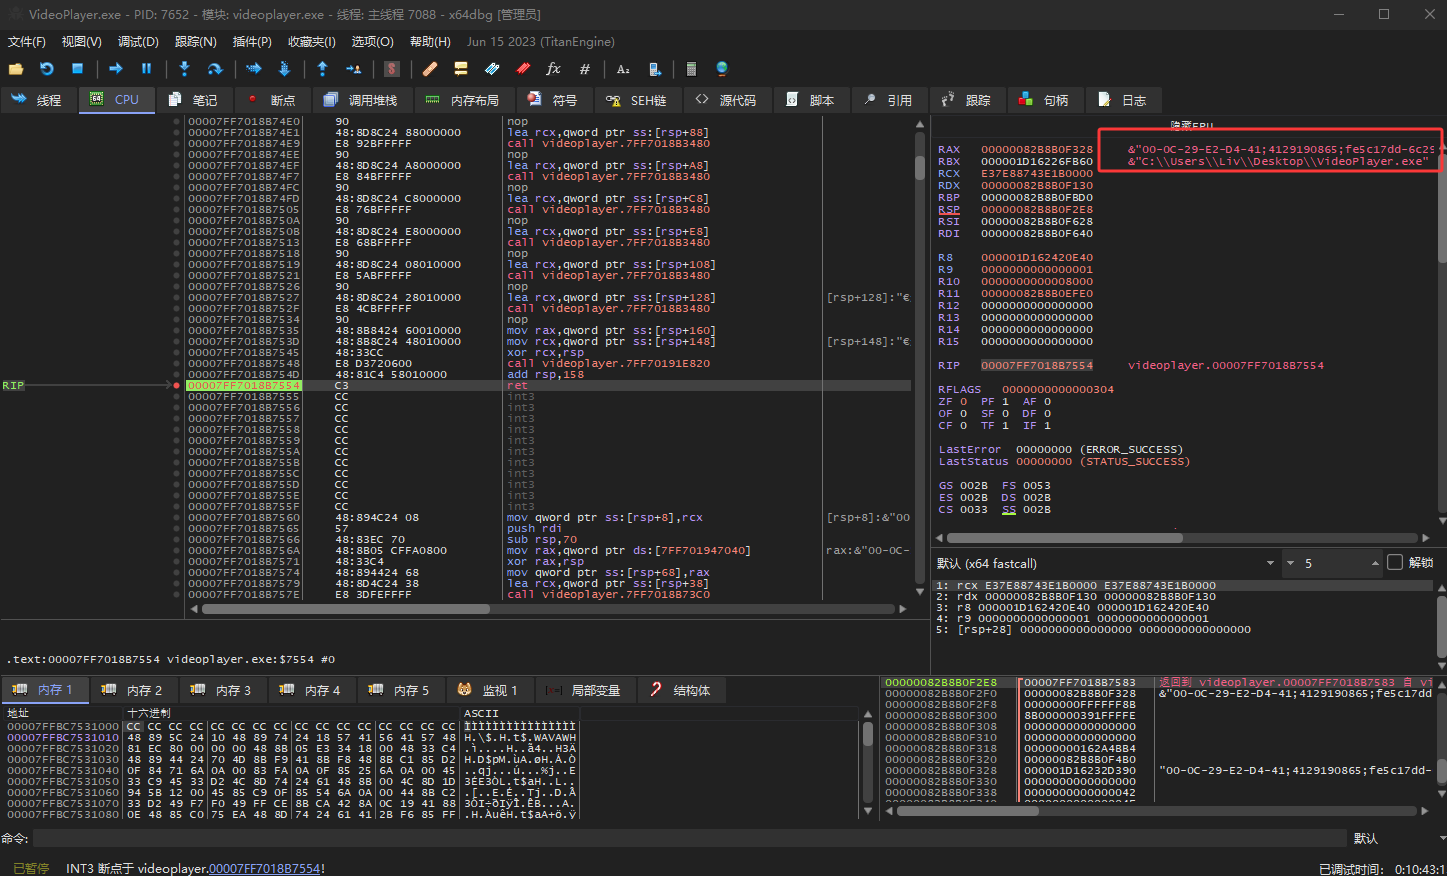 VideoPlayer.exe - PID: 7652 - 模块: videoplayer.exe - 线程: 主线程 7088 - x64dbg [管理员]
文件(F) 视图(V) 调试(D) 跟踪(N) 插件(P) 收藏夹(I) 选项(O) 帮助(H) Jun 15 2023 (TitanEngine)
线程 CPU 笔记 断点 调用堆栈 内存布局 符号 SEH链 源代码 脚本 引用 跟踪 句柄 日志
00007FF7018B74E0 90 nop
00007FF7018B74E1 48:8D8C24 88000000 lea rcx,qword ptr ss:[rsp+88]
00007FF7018B74E9 E8 92BFFFFF call videoplayer.7FF7018B3480
00007FF7018B74EE 90 nop
00007FF7018B74EF 48:8D8C24 A8000000 lea rcx,qword ptr ss:[rsp+A8]
00007FF7018B74F7 E8 84BFFFFF call videoplayer.7FF7018B3480
00007FF7018B74FC 90 nop
00007FF7018B74FD 48:8D8C24 C8000000 lea rcx,qword ptr ss:[rsp+C8]
00007FF7018B7505 E8 76BFFFFF call videoplayer.7FF7018B3480
00007FF7018B750A 90 nop
00007FF7018B750B 48:8D8C24 E8000000 lea rcx,qword ptr ss:[rsp+E8]
00007FF7018B7513 E8 68BFFFFF call videoplayer.7FF7018B3480
00007FF7018B7518 90 nop
00007FF7018B7519 48:8D8C24 08010000 lea rcx,qword ptr ss:[rsp+108]
00007FF7018B7521 E8 5ABFFFFF call videoplayer.7FF7018B3480
00007FF7018B7526 90 nop
00007FF7018B7527 48:8D8C24 28010000 lea rcx,qword ptr ss:[rsp+128] [rsp+128]:"€
00007FF7018B752F E8 4CBFFFFF call videoplayer.7FF7018B3480
00007FF7018B7534 90 nop
00007FF7018B7535 48:8B8424 60010000 mov rax,qword ptr ss:[rsp+160]
00007FF7018B753D 48:8B8C24 48010000 mov rcx,qword ptr ss:[rsp+148] [rsp+148]:"€
00007FF7018B7545 48:33CC xor rcx,rsp
00007FF7018B7548 E8 D3720600 call videoplayer.7FF70191E820
00007FF7018B754D 48:81C4 58010000 add rsp,158
RIP 00007FF7018B7554 C3 ret
00007FF7018B7555 CC int3
00007FF7018B7556 CC int3
00007FF7018B7557 CC int3
00007FF7018B7558 CC int3
00007FF7018B7559 CC int3
00007FF7018B755A CC int3
00007FF7018B755B CC int3
00007FF7018B755C CC int3
00007FF7018B755D CC int3
00007FF7018B755E CC int3
00007FF7018B755F CC int3
00007FF7018B7560 48:894C24 08 mov qword ptr ss:[rsp+8],rcx [rsp+8]:&"00
00007FF7018B7565 57 push rdi
00007FF7018B7566 48:83EC 70 sub rsp,70
00007FF7018B756A 48:8B05 CFFA0800 mov rax,qword ptr ds:[7FF701947040] rax:&"00-0C-
00007FF7018B7571 48:33C4 xor rax,rsp
00007FF7018B7574 48:894424 68 mov qword ptr ss:[rsp+68],rax
00007FF7018B7579 48:8D4C24 38 lea rcx,qword ptr ss:[rsp+38]
00007FF7018B757E E8 3DFEFFFF call videoplayer.7FF7018B73C0
隐藏FPU
RAX 00000082B8B0F328 &"00-0C-29-E2-D4-41;4129190865;fe5c17dd-6c25
RBX 000001D16226FB60 &"C:\\Users\\Liv\\Desktop\\VideoPlayer.exe"
RCX E37E88743E1B0000
RDX 00000082B8B0F130
RBP 00000082B8B0FBD0
RSP 00000082B8B0F2E8
RSI 00000082B8B0F628
RDI 00000082B8B0F640
R8 000001D162420E40
R9 0000000000000001
R10 0000000000008000
R11 00000082B8B0EFE0
R12 0000000000000000
R13 0000000000000000
R14 0000000000000000
R15 0000000000000000
RIP 00007FF7018B7554 videoplayer.00007FF7018B7554
RFLAGS 0000000000000304
ZF 0 PF 1 AF 0
OF 0 SF 0 DF 0
CF 0 TF 1 IF 1
LastError 00000000 (ERROR_SUCCESS)
LastStatus 00000000 (STATUS_SUCCESS)
GS 002B FS 0053
ES 002B DS 002B
CS 0033 SS 002B
默认 (x64 fastcall) 5 解锁
1: rcx E37E88743E1B0000 E37E88743E1B0000
2: rdx 00000082B8B0F130 00000082B8B0F130
3: r8 000001D162420E40 000001D162420E40
4: r9 0000000000000001 0000000000000001
5: [rsp+28] 0000000000000000 0000000000000000
.text:00007FF7018B7554 videoplayer.exe:$7554 #0
内存 1 内存 2 内存 3 内存 4 内存 5 监视 1 局部变量 结构体
地址 十六进制 ASCII
00007FFBC7531000 CC CC CC CC CC CC CC CC CC CC CC CC CC CC CC CC ÌÌÌÌÌÌÌÌÌÌÌÌÌÌÌÌ
00007FFBC7531010 48 89 5C 24 10 48 89 74 24 18 57 41 56 41 57 48 H.\$.H.t$.WAVAWH
00007FFBC7531020 81 EC 80 00 00 00 48 8B 05 E3 34 18 00 48 33 C4 .ì....H..ã4..H3Ä
00007FFBC7531030 48 89 44 24 70 4D 8B F9 41 8B F8 48 8B C1 85 D2 H.D$pM.ùA.øH.Á.Ò
00007FFBC7531040 0F 84 71 6A 0A 00 83 FA 0A 0F 85 25 6A 0A 00 45 ..qj...ú...%j..E
00007FFBC7531050 33 C9 45 33 D2 4C 8D 74 24 61 48 8B 00 4C 8D 1D 3ÉE3ÒL.t$aH..L..
00007FFBC7531060 94 5B 12 00 45 85 C9 0F 85 54 6A 0A 00 44 8B C2 .[..E.É..Tj..D.Â
00007FFBC7531070 33 D2 49 F7 F0 49 FF CE 8B CA 42 8A 0C 19 41 88 3ÒI÷ðIÿÎ.ÊB...A.
00007FFBC7531080 0E 48 85 C0 75 EA 48 8D 74 24 61 41 2B F6 85 FF .H.ÀuêH.t$aA+ö.ÿ
00000082B8B0F2E8 00007FF7018B7583 返回到 videoplayer.00007FF7018B7583 自 vi
00000082B8B0F2F0 00000082B8B0F328 &"00-0C-29-E2-D4-41;4129190865;fe5c17dd
00000082B8B0F2F8 00000000FFFFFF8B
00000082B8B0F300 8B000000391FFFFE
00000082B8B0F308 0000000000000000
00000082B8B0F310 0000000000000000
00000082B8B0F318 00000000162A4BB4
00000082B8B0F320 00000082B8B0F4B0
00000082B8B0F328 000001D16232D390 "00-0C-29-E2-D4-41;4129190865;fe5c17dd-
00000082B8B0F330 0000000000000000
00000082B8B0F338 0000000000000042
命令: 默认
已暂停 INT3 断点于 videoplayer.00007FF7018B7554! 已调试时间: 0:10:43:1